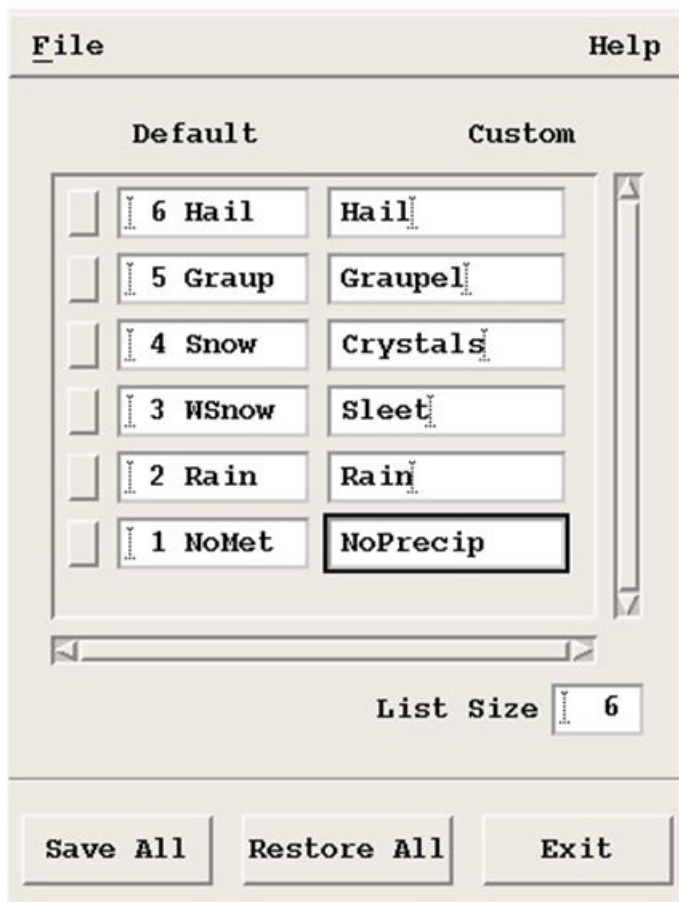 File Help
Default Custom
6 Hail Hail
5 Graup Graupel
4 Snow Crystals
3 WSnow Sleet
2 Rain Rain
1 NoMet NoPrecip
List Size 6
Save All Restore All Exit